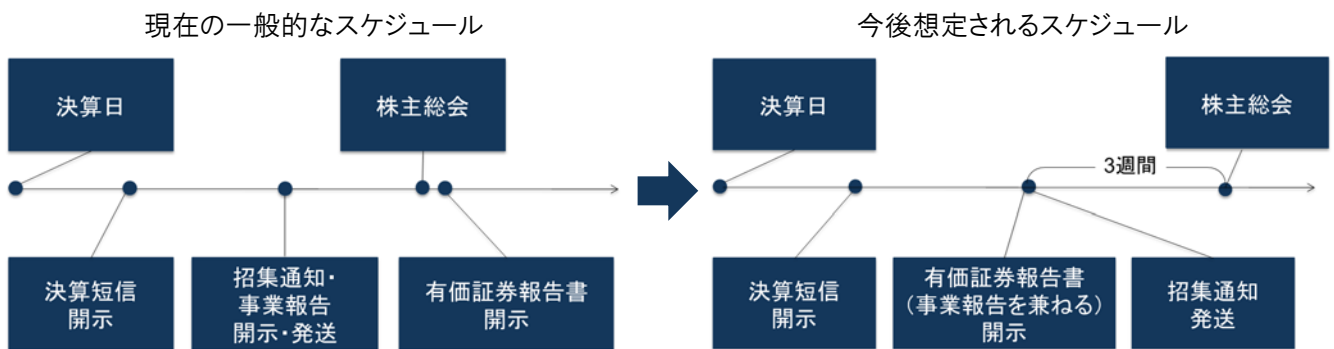 現在の一般的なスケジュール
決算日
株主総会
決算短信
開示
招集通知・
事業報告
開示・発送
有価証券報告書
開示
今後想定されるスケジュール
決算日
株主総会
3週間
決算短信
開示
有価証券報告書
（事業報告を兼ねる）
開示
招集通知
発送